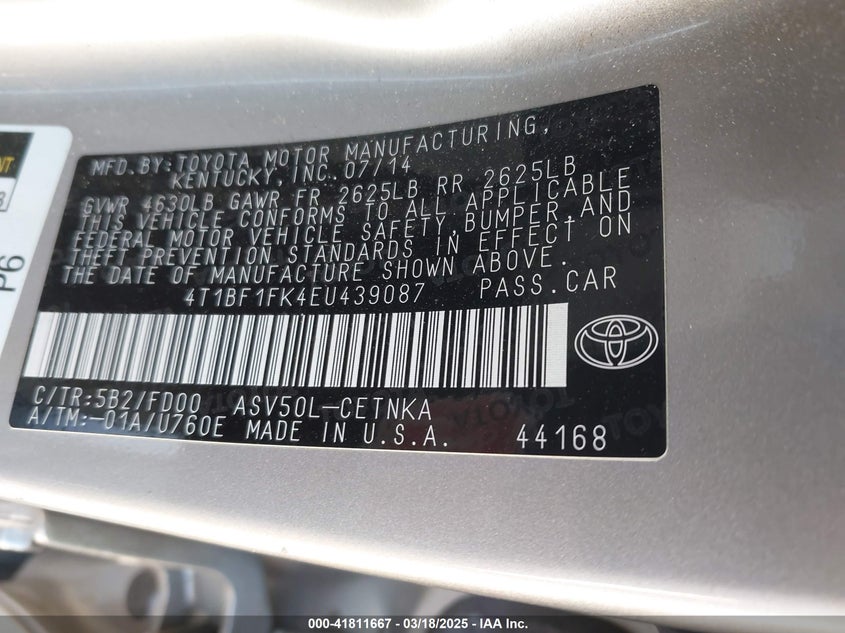 MFD.BY:TOYOTA MOTOR MANUFACTURING,
KENTUCKY, INC. 07/14
GVWR 4630LB GAWR FR 2625LB RR 2625LB
THIS VEHICLE CONFORMS TO ALL APPLICABLE
FEDERAL MOTOR VEHICLE SAFETY,BUMPER,AND
THEFT PREVENTION STANDARDS IN EFFECT ON
THE DATE OF MANUFACTURE SHOWN ABOVE.
4T1BF1FK4EU439087 PASS.CAR
C/TR:5B2/FD00 ASV50L-CETNKA
A/TM:-01A/U760E MADE IN U.S.A. 44168
P6
000-41811667 - 03/18/2025 - IAA Inc.